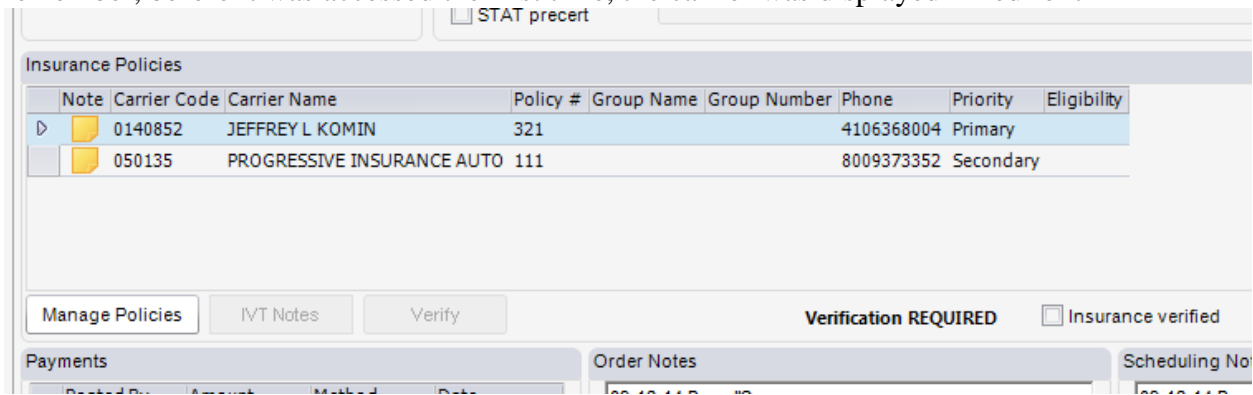 STAT precert
Insurance Policies
Note Carrier Code Carrier Name Policy # Group Name Group Number Phone Priority Eligibility
0140852 JEFFREY L KOMIN 321 4106368004 Primary
050135 PROGRESSIVE INSURANCE AUTO 111 8009373352 Secondary
Manage Policies IVT Notes Verify Verification REQUIRED Insurance verified
Payments Order Notes Scheduling